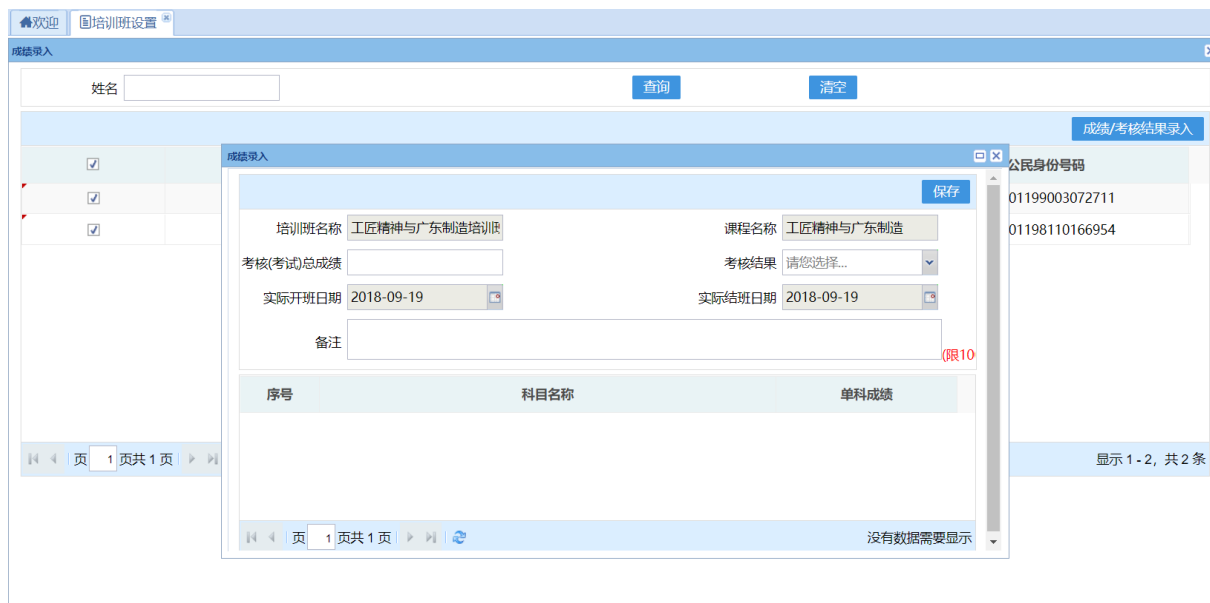 欢迎 培训班设置
成绩录入
姓名 查询 清空
成绩/考核结果录入
成绩录入
公民身份号码
保存
01199003072711
培训班名称 工匠精神与广东制造培训 课程名称 工匠精神与广东制造
01198110166954
考核(考试)总成绩 考核结果 请您选择...
实际开班日期 2018-09-19 实际结班日期 2018-09-19
备注
(限10
序号 科目名称 单科成绩
页 1 页共 1 页 显示 1 - 2, 共 2 条
页 1 页共 1 页 没有数据需要显示